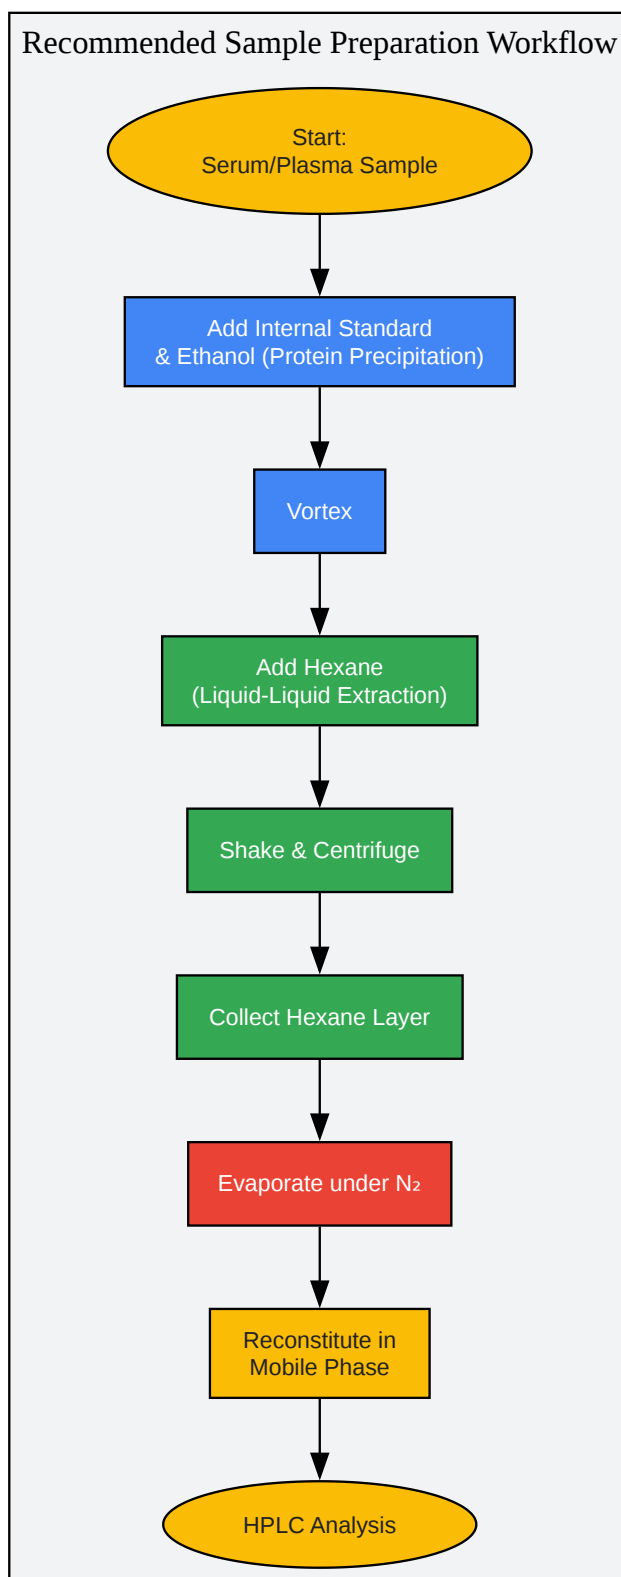 Recommended Sample Preparation Workflow
Start:
Serum/Plasma Sample
Add Internal Standard
& Ethanol (Protein Precipitation)
Vortex
Add Hexane
(Liquid-Liquid Extraction)
Shake & Centrifuge
Collect Hexane Layer
Evaporate under N₂
Reconstitute in
Mobile Phase
HPLC Analysis